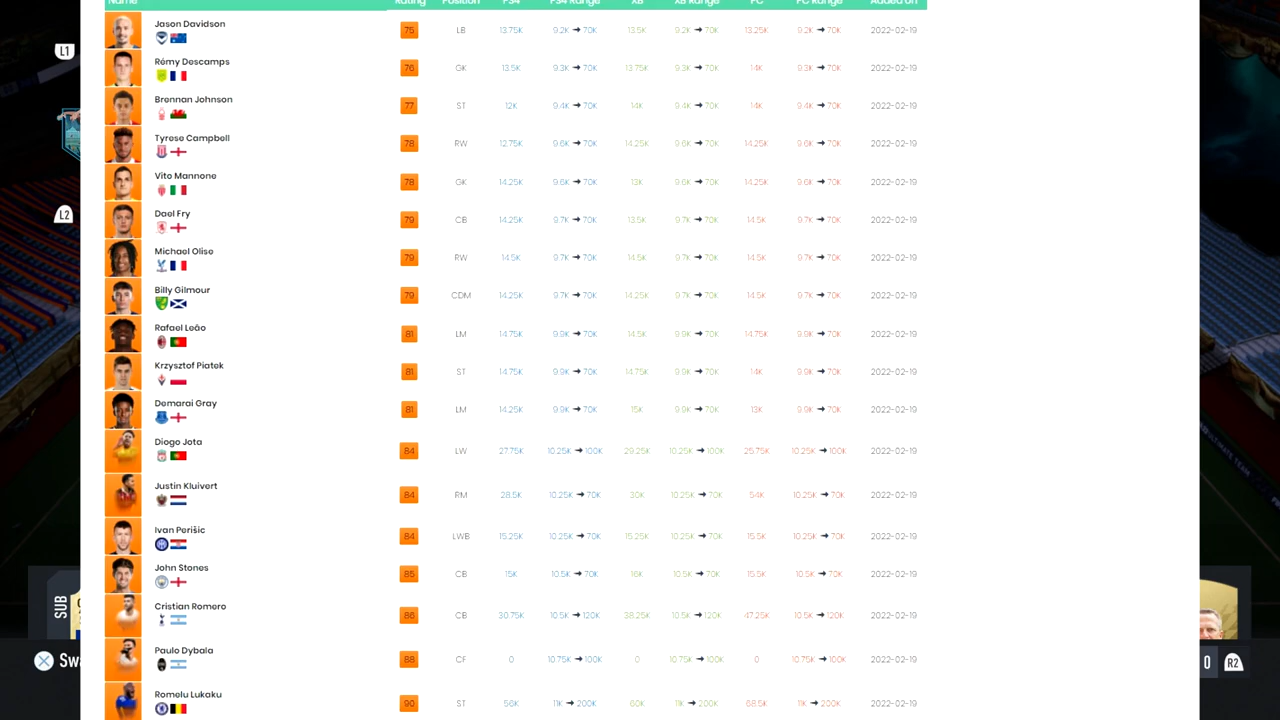 Name Rating Position PS4 PS4 Range XB XB Range PC PC Range Added on
Jason Davidson 75 LB 13.75K 9.2K → 70K 13.5K 9.2K → 70K 13.25K 9.2K → 70K 2022-02-19
Rémy Descamps 76 GK 13.5K 9.3K → 70K 13.75K 9.3K → 70K 14K 9.3K → 70K 2022-02-19
Brennan Johnson 77 ST 12K 9.4K → 70K 14K 9.4K → 70K 14K 9.4K → 70K 2022-02-19
Tyrese Campbell 78 RW 12.75K 9.6K → 70K 14.25K 9.6K → 70K 14.25K 9.6K → 70K 2022-02-19
Vito Mannone 78 GK 14.25K 9.6K → 70K 13K 9.6K → 70K 14.25K 9.6K → 70K 2022-02-19
Dael Fry 79 CB 14.25K 9.7K → 70K 13.5K 9.7K → 70K 14.5K 9.7K → 70K 2022-02-19
Michael Olise 79 RW 14.5K 9.7K → 70K 14.5K 9.7K → 70K 14.5K 9.7K → 70K 2022-02-19
Billy Gilmour 79 CDM 14.25K 9.7K → 70K 14.25K 9.7K → 70K 14.5K 9.7K → 70K 2022-02-19
Rafael Leão 81 LM 14.75K 9.9K → 70K 14.5K 9.9K → 70K 14.75K 9.9K → 70K 2022-02-19
Krzysztof Piatek 81 ST 14.75K 9.9K → 70K 14.75K 9.9K → 70K 14K 9.9K → 70K 2022-02-19
Demarai Gray 81 LM 14.25K 9.9K → 70K 15K 9.9K → 70K 13K 9.9K → 70K 2022-02-19
Diogo Jota 84 LW 27.75K 10.25K → 100K 29.25K 10.25K → 100K 25.75K 10.25K → 100K 2022-02-19
Justin Kluivert 84 RM 28.5K 10.25K → 70K 30K 10.25K → 70K 54K 10.25K → 70K 2022-02-19
Ivan Perišic 84 LWB 15.25K 10.25K → 70K 15.25K 10.25K → 70K 15.5K 10.25K → 70K 2022-02-19
John Stones 85 CB 15K 10.5K → 70K 16K 10.5K → 70K 15.5K 10.5K → 70K 2022-02-19
Cristian Romero 86 CB 30.75K 10.5K → 120K 38.25K 10.5K → 120K 47.25K 10.5K → 120K 2022-02-19
Paulo Dybala 88 CF 0 10.75K → 100K 0 10.75K → 100K 0 10.75K → 100K 2022-02-19
Romelu Lukaku 90 ST 56K 11K → 200K 60K 11K → 200K 68.5K 11K → 200K 2022-02-19
L1
L2
SUB
Swa
0 R2